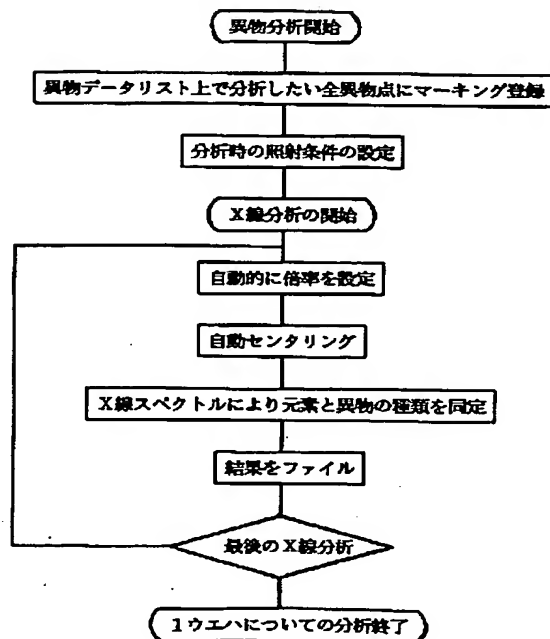 異物分析開始
異物データリスト上で分析したい全異物点にマーキング登録
分析時の照射条件の設定
X線分析の開始
自動的に倍率を設定
自動センタリング
X線スペクトルにより元素と異物の種類を同定
結果をファイル
最後のX線分析
1ウエハについての分析終了